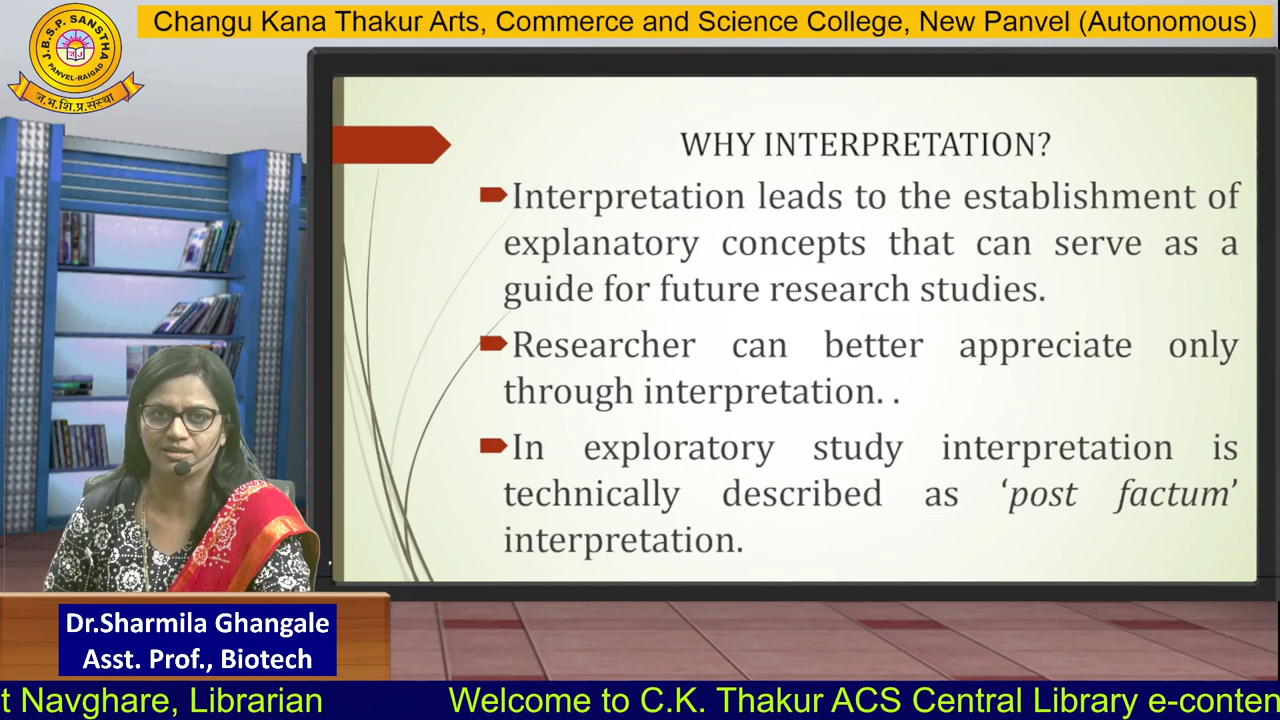 Changu Kana Thakur Arts, Commerce and Science College, New Panvel (Autonomous)
J.B.S.P. SANSTHA
PANVEL-RAIGAD
ज.भ.शि.प्र.संस्था
WHY INTERPRETATION?
Interpretation leads to the establishment of
explanatory concepts that can serve as a
guide for future research studies.
Researcher can better appreciate only
through interpretation. .
In exploratory study interpretation is
technically described as ‘post factum’
interpretation.
Dr.Sharmila Ghangale
Asst. Prof., Biotech
t Navghare, Librarian Welcome to C.K. Thakur ACS Central Library e-conten